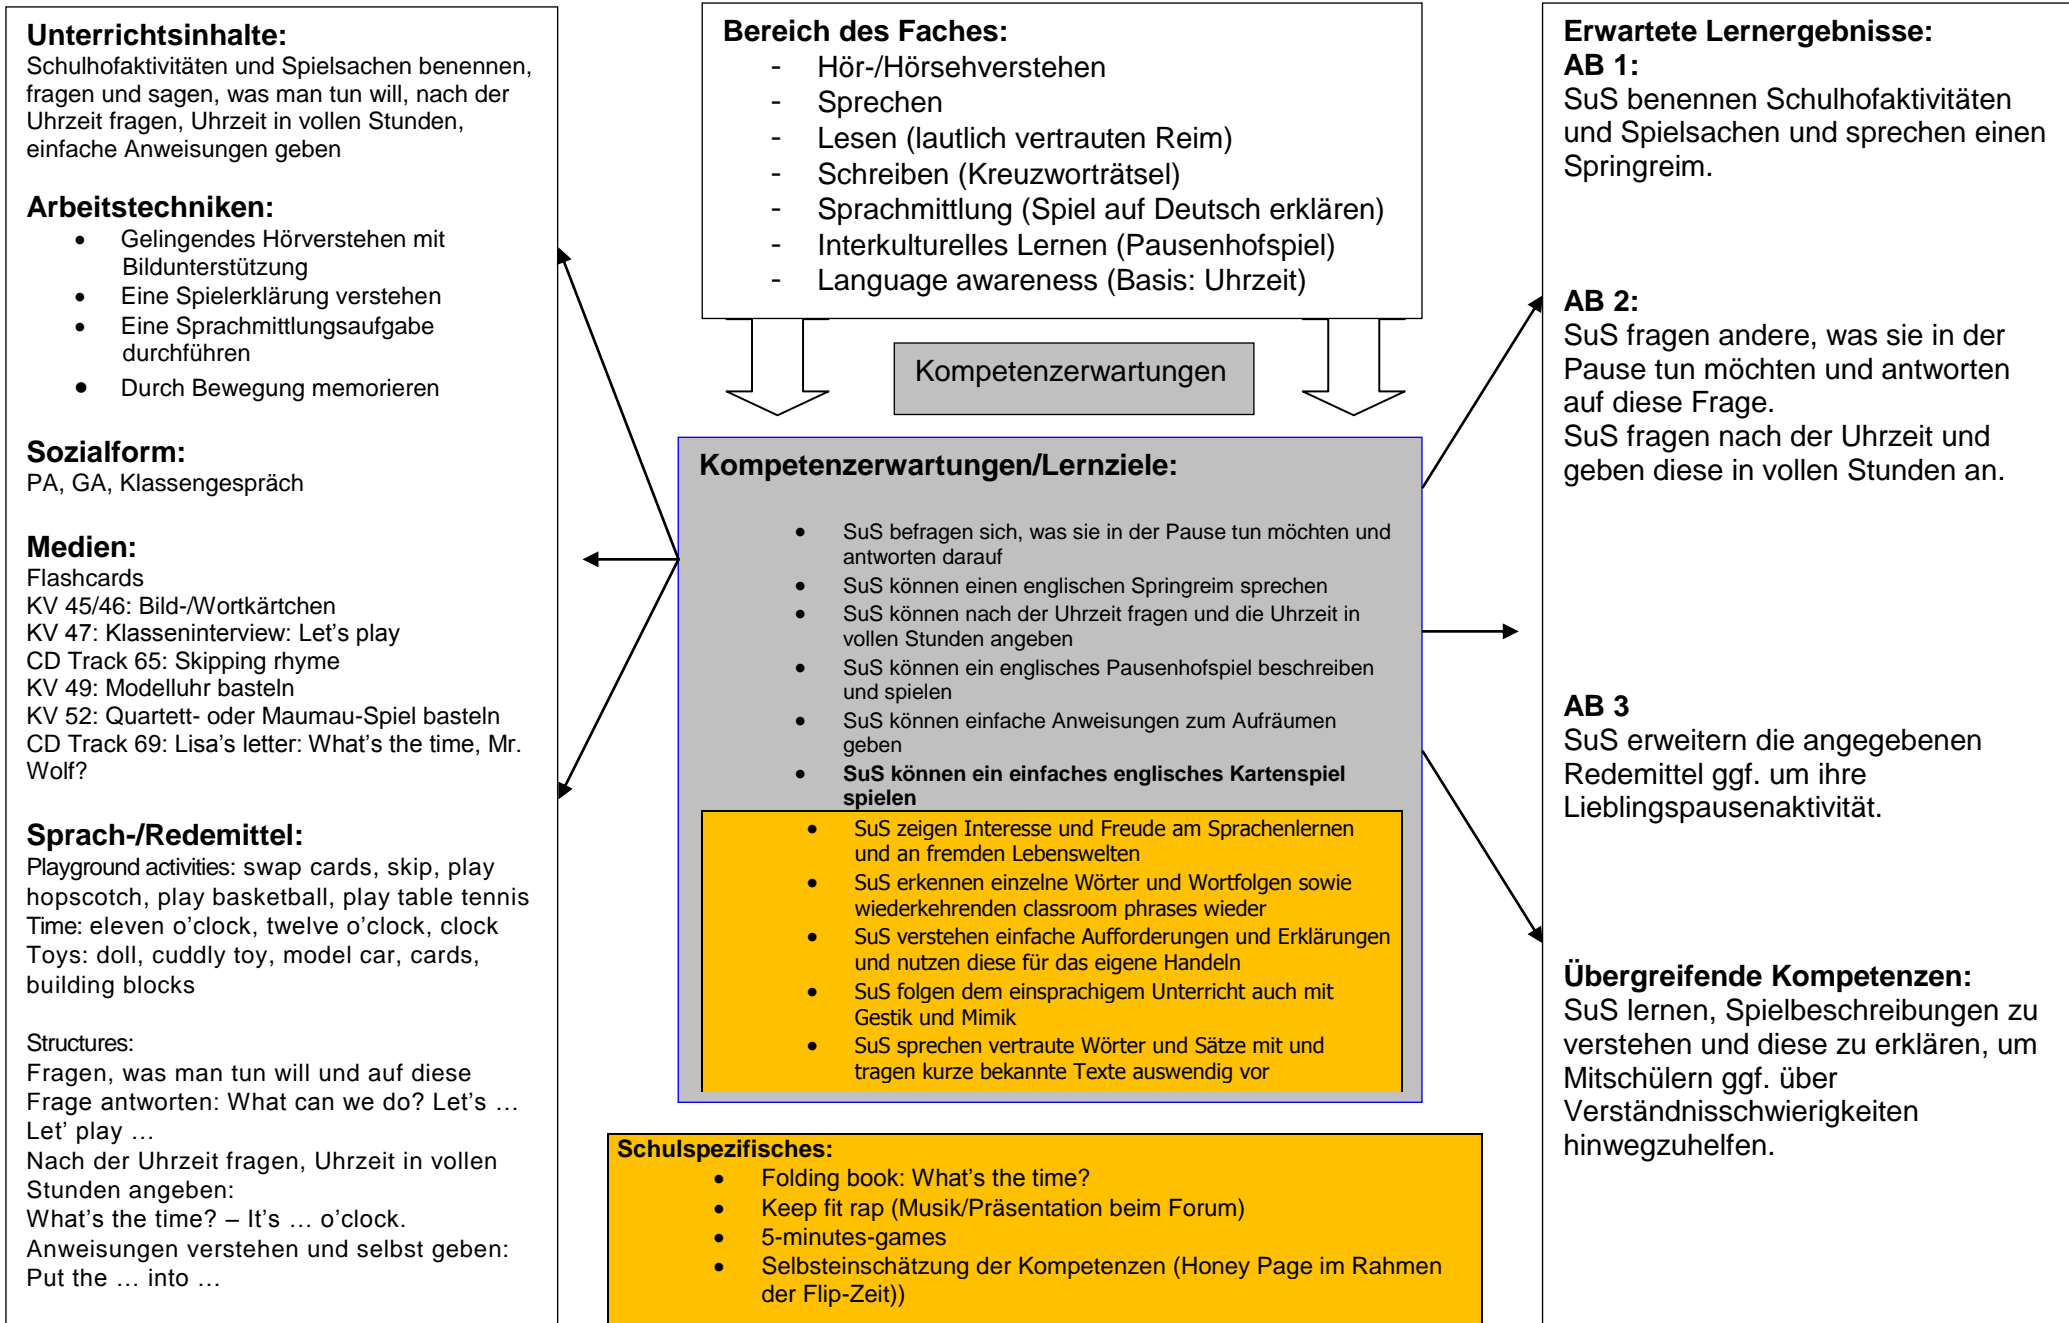 Unterrichtsinhalte:
Schulhofaktivitäten und Spielsachen benennen,
fragen und sagen, was man tun will, nach der
Uhrzeit fragen, Uhrzeit in vollen Stunden,
einfache Anweisungen geben
Arbeitstechniken:
• Gelingendes Hörverstehen mit
Bildunterstützung
• Eine Spielerklärung verstehen
• Eine Sprachmittlungsaufgabe
durchführen
• Durch Bewegung memorieren
Sozialform:
PA, GA, Klassengespräch
Medien:
Flashcards
KV 45/46: Bild-/Wortkärtchen
KV 47: Klasseninterview: Let’s play
CD Track 65: Skipping rhyme
KV 49: Modelluhr basteln
KV 52: Quartett- oder Maumau-Spiel basteln
CD Track 69: Lisa’s letter: What’s the time, Mr.
Wolf?
Sprach-/Redemittel:
Playground activities: swap cards, skip, play
hopscotch, play basketball, play table tennis
Time: eleven o’clock, twelve o’clock, clock
Toys: doll, cuddly toy, model car, cards,
building blocks
Structures:
Fragen, was man tun will und auf diese
Frage antworten: What can we do? Let’s …
Let’ play …
Nach der Uhrzeit fragen, Uhrzeit in vollen
Stunden angeben:
What’s the time? – It’s … o’clock.
Anweisungen verstehen und selbst geben:
Put the … into …
Bereich des Faches:
- Hör-/Hörsehverstehen
- Sprechen
- Lesen (lautlich vertrauten Reim)
- Schreiben (Kreuzworträtsel)
- Sprachmittlung (Spiel auf Deutsch erklären)
- Interkulturelles Lernen (Pausenhofspiel)
- Language awareness (Basis: Uhrzeit)
Kompetenzerwartungen
Kompetenzerwartungen/Lernziele:
• SuS befragen sich, was sie in der Pause tun möchten und
antworten darauf
• SuS können einen englischen Springreim sprechen
• SuS können nach der Uhrzeit fragen und die Uhrzeit in
vollen Stunden angeben
• SuS können ein englisches Pausenhofspiel beschreiben
und spielen
• SuS können einfache Anweisungen zum Aufräumen
geben
• SuS können ein einfaches englisches Kartenspiel
spielen
• SuS zeigen Interesse und Freude am Sprachenlernen
und an fremden Lebenswelten
• SuS erkennen einzelne Wörter und Wortfolgen sowie
wiederkehrenden classroom phrases wieder
• SuS verstehen einfache Aufforderungen und Erklärungen
und nutzen diese für das eigene Handeln
• SuS folgen dem einsprachigem Unterricht auch mit
Gestik und Mimik
• SuS sprechen vertraute Wörter und Sätze mit und
tragen kurze bekannte Texte auswendig vor
Schulspezifisches:
• Folding book: What’s the time?
• Keep fit rap (Musik/Präsentation beim Forum)
• 5-minutes-games
• Selbsteinschätzung der Kompetenzen (Honey Page im Rahmen
der Flip-Zeit))
Erwartete Lernergebnisse:
AB 1:
SuS benennen Schulhofaktivitäten
und Spielsachen und sprechen einen
Springreim.
AB 2:
SuS fragen andere, was sie in der
Pause tun möchten und antworten
auf diese Frage.
SuS fragen nach der Uhrzeit und
geben diese in vollen Stunden an.
AB 3
SuS erweitern die angegebenen
Redemittel ggf. um ihre
Lieblingspausenaktivität.
Übergreifende Kompetenzen:
SuS lernen, Spielbeschreibungen zu
verstehen und diese zu erklären, um
Mitschülern ggf. über
Verständnisschwierigkeiten
hinwegzuhelfen.